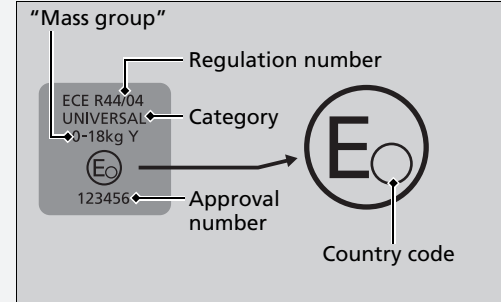 “Mass group”
Regulation number
ECE R44/04
UNIVERSAL
Category
0-18kg Y
E
E
123456
Approval
number
Country code